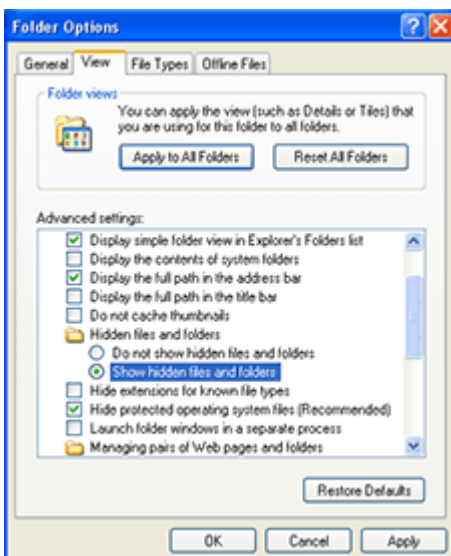 Folder Options
General View File Types Offline Files
Folder views
You can apply the view (such as Details or Tiles) that
you are using for this folder to all folders.
Apply to All Folders Reset All Folders
Advanced settings:
Display simple folder view in Explorer's Folders list
Display the contents of system folders
Display the full path in the address bar
Display the full path in the title bar
Do not cache thumbnails
Hidden files and folders
Do not show hidden files and folders
Show hidden files and folders
Hide extensions for known file types
Hide protected operating system files (Recommended)
Launch folder windows in a separate process
Managing pairs of Web pages and folders
Restore Defaults
OK Cancel Apply